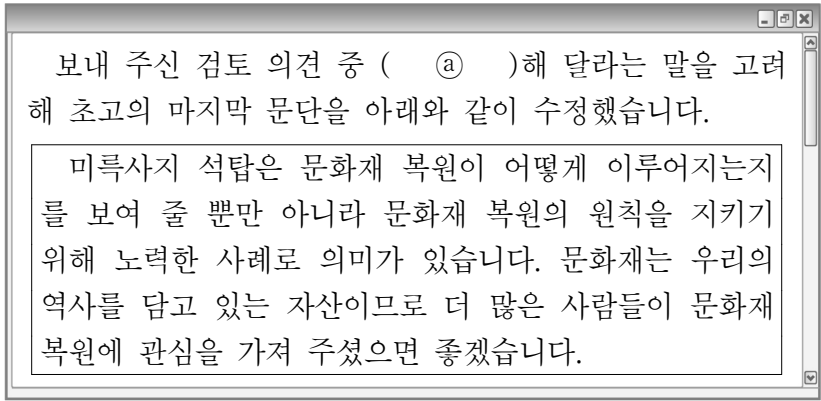 보내 주신 검토 의견 중 ( ⓐ )해 달라는 말을 고려
해 초고의 마지막 문단을 아래와 같이 수정했습니다.
미륵사지 석탑은 문화재 복원이 어떻게 이루어지는지
를 보여 줄 뿐만 아니라 문화재 복원의 원칙을 지키기
위해 노력한 사례로 의미가 있습니다. 문화재는 우리의
역사를 담고 있는 자산이므로 더 많은 사람들이 문화재
복원에 관심을 가져 주셨으면 좋겠습니다.